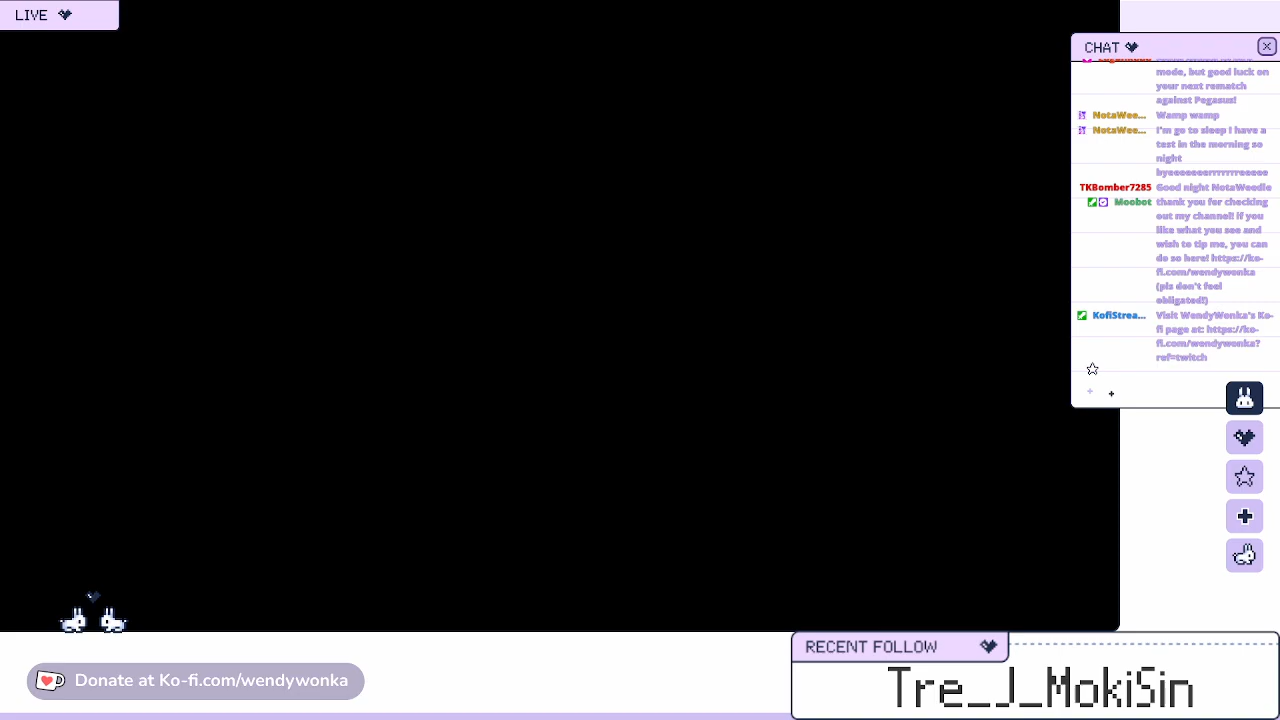 LIVE
CHAT
mode, but good luck on
your next rematch
against Pegasus!
NotaWee... Wamp wamp
NotaWee... I'm go to sleep I have a
test in the morning so
night
byeeeeeerrrrrreeeee
TKBomber7285 Good night NotaWeedle
Moobot thank you for checking
out my channel! if you
like what you see and
wish to tip me, you can
do so here! https://ko-
fi.com/wendywonka
(pls don't feel
obligated!)
KofiStrea... Visit WendyWonka's Ko-
fi page at: https://ko-
fi.com/wendywonka?
ref=twitch
RECENT FOLLOW
Tre_J_MokiSin
Donate at Ko-fi.com/wendywonka